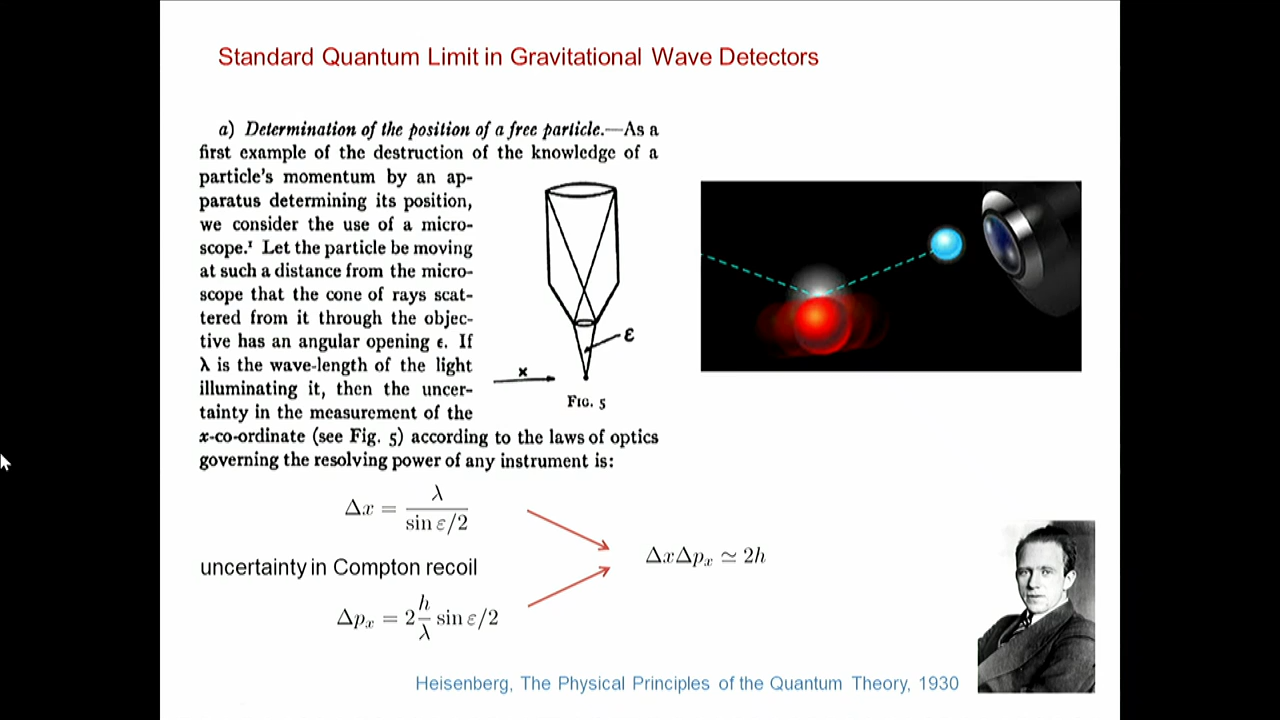 Standard Quantum Limit in Gravitational Wave Detectors
a) Determination of the position of a free particle.—As a
first example of the destruction of the knowledge of a
particle's momentum by an ap-
paratus determining its position,
we consider the use of a micro-
scope.¹ Let the particle be moving
at such a distance from the micro-
scope that the cone of rays scat-
tered from it through the objec-
tive has an angular opening ϵ. If
λ is the wave-length of the light
illuminating it, then the uncer-
tainty in the measurement of the
x-co-ordinate (see Fig. 5) according to the laws of optics
governing the resolving power of any instrument is:
ε
x
FIG. 5
Δx = λ / sin ε/2
uncertainty in Compton recoil
Δpₓ = 2 h/λ sin ε/2
ΔxΔpₓ ≃ 2h
Heisenberg, The Physical Principles of the Quantum Theory, 1930